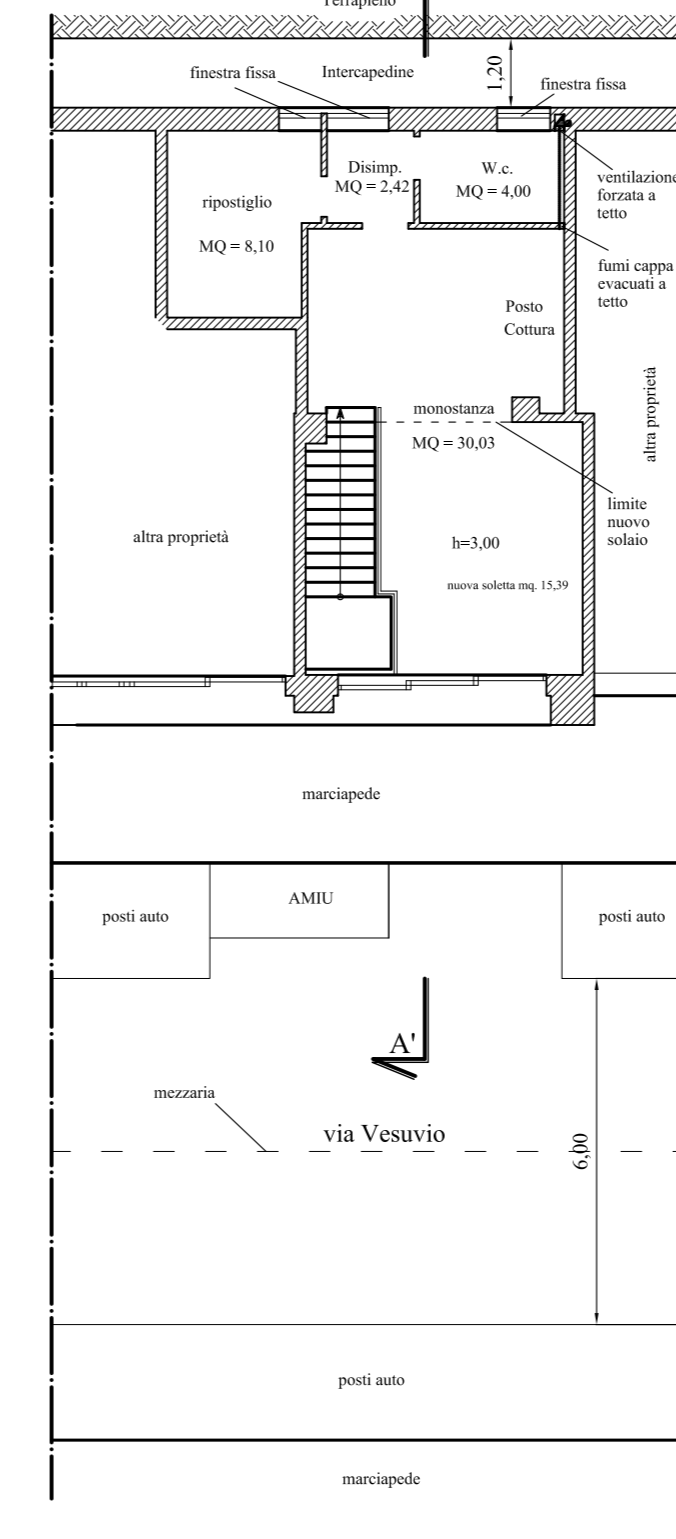 Terrapieno
finestra fissa
Intercapedine
1,20
finestra fissa
Disimp.
MQ = 2,42
W.c.
MQ = 4,00
ventilazione
forzata a
tetto
ripostiglio
MQ = 8,10
fumi cappa
evacuati a
tetto
Posto
Cottura
altra proprietà
monostanza
MQ = 30,03
limite
nuovo
solaio
altra proprietà
h=3,00
nuova soletta mq. 15,39
marciapede
posti auto
AMIU
posti auto
A'
mezzaria
via Vesuvio
6,00
posti auto
marciapede